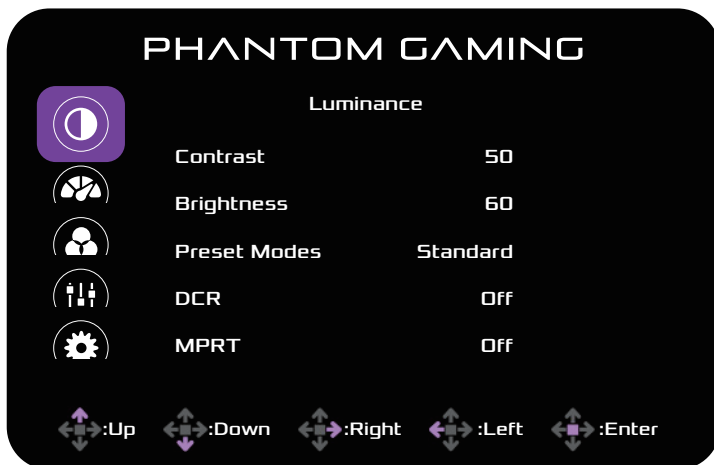 PHANTOM GAMING
Luminance
Contrast 50
Brightness 60
Preset Modes Standard
DCR Off
MPRT Off
:Up :Down :Right :Left :Enter